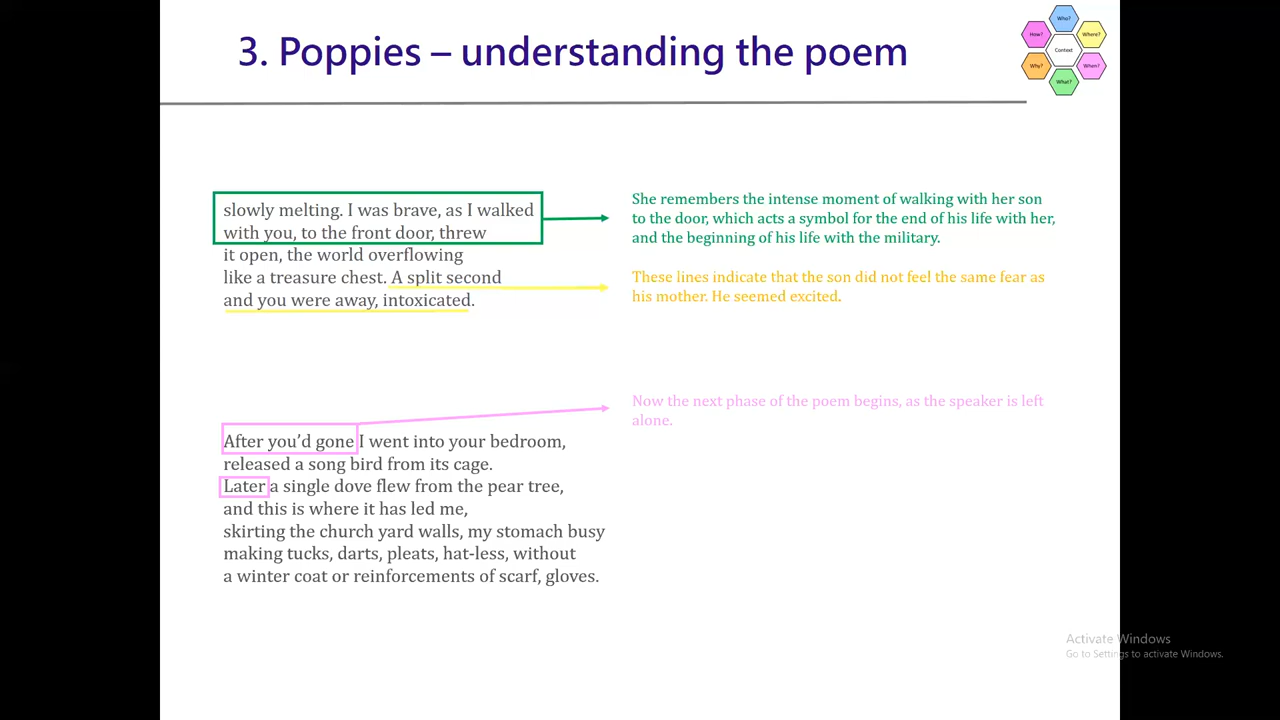 3. Poppies – understanding the poem
Who?
How?
Where?
Context
Why?
When?
What?
slowly melting. I was brave, as I walked
with you, to the front door, threw
it open, the world overflowing
like a treasure chest. A split second
and you were away, intoxicated.
She remembers the intense moment of walking with her son
to the door, which acts a symbol for the end of his life with her,
and the beginning of his life with the military.
These lines indicate that the son did not feel the same fear as
his mother. He seemed excited.
Now the next phase of the poem begins, as the speaker is left
alone.
After you’d gone I went into your bedroom,
released a song bird from its cage.
Later a single dove flew from the pear tree,
and this is where it has led me,
skirting the church yard walls, my stomach busy
making tucks, darts, pleats, hat-less, without
a winter coat or reinforcements of scarf, gloves.
Activate Windows
Go to Settings to activate Windows.